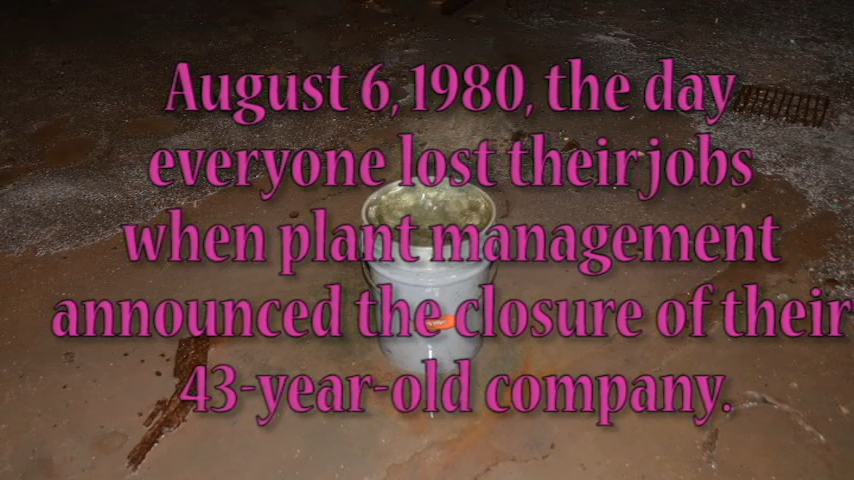 August 6, 1980, the day
everyone lost their jobs
when plant management
announced the closure of their
43-year-old company.